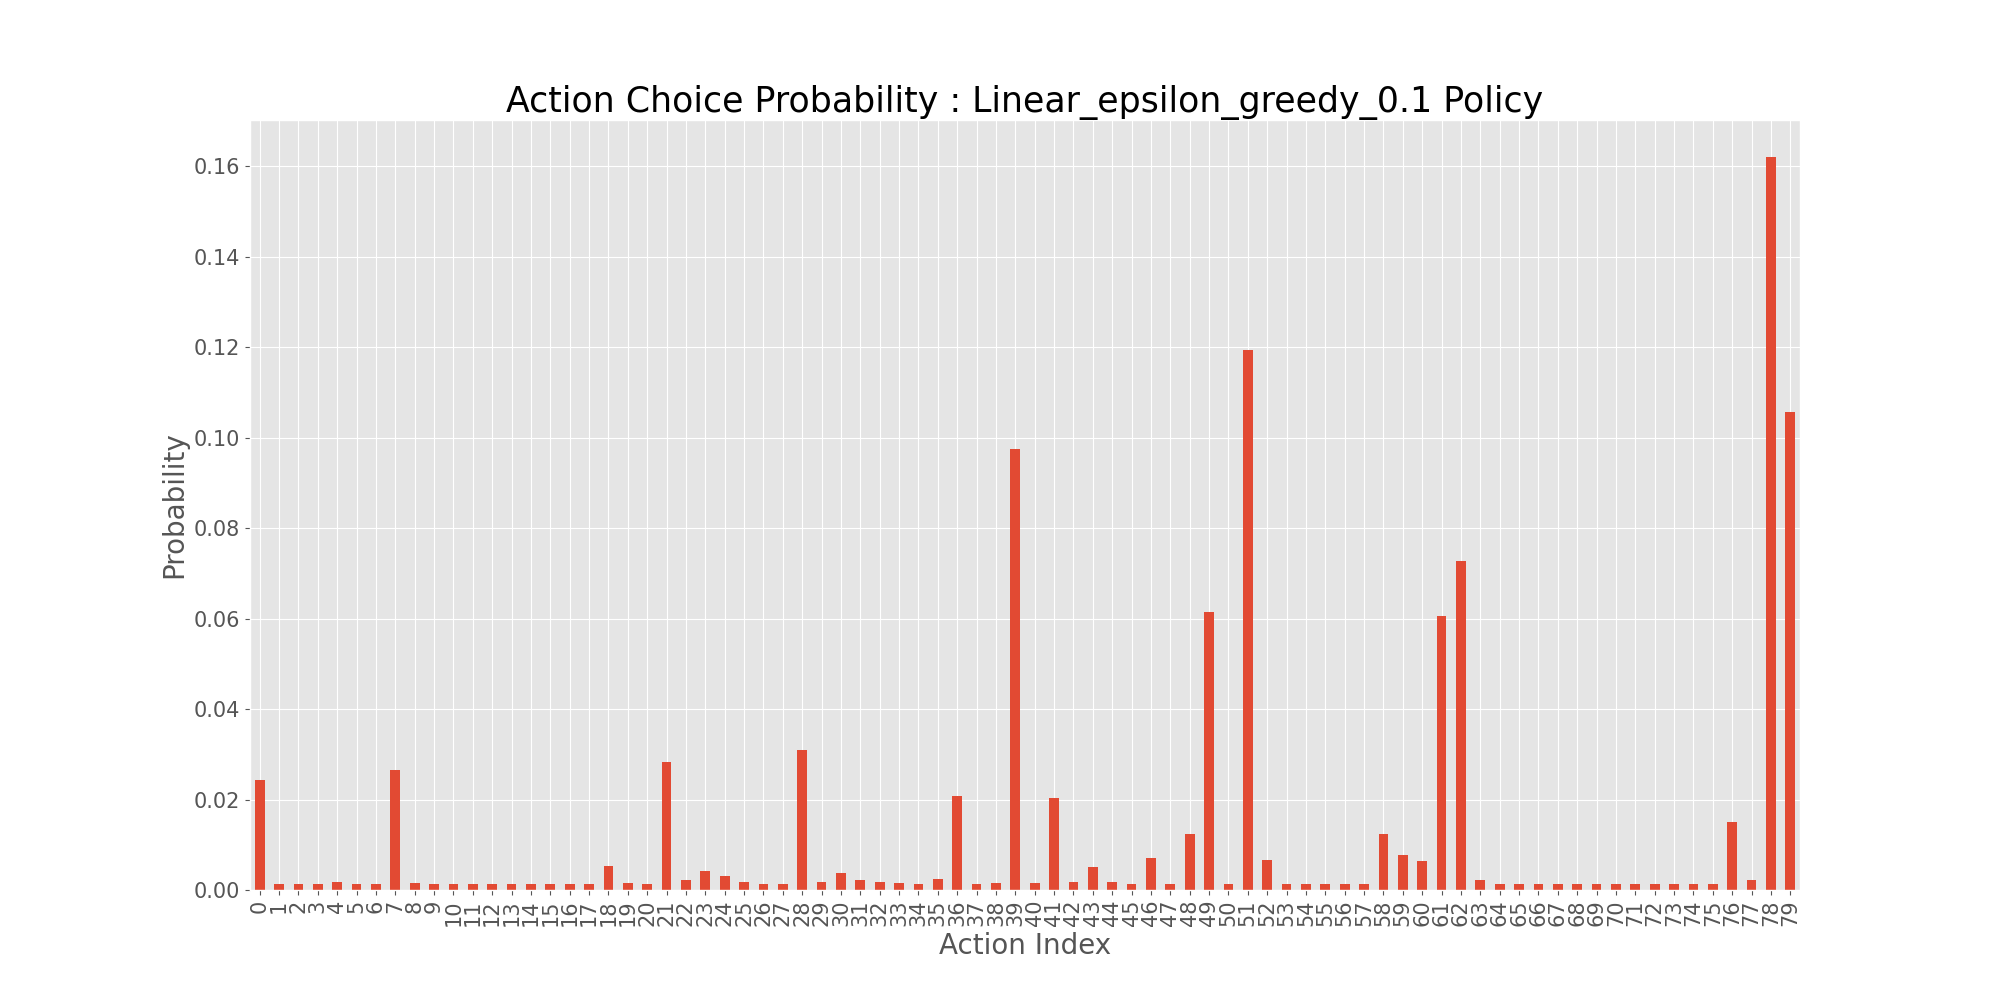 Action Choice Probability : Linear_epsilon_greedy_0.1 Policy
0.16
0.14
0.12
0.10
0.08
0.06
0.04
0.02
0.00
Probability
0 1 2 3 4 5 6 7 8 9 10 11 12 13 14 15 16 17 18 19 20 21 22 23 24 25 26 27 28 29 30 31 32 33 34 35 36 37 38 39 40 41 42 43 44 45 46 47 48 49 50 51 52 53 54 55 56 57 58 59 60 61 62 63 64 65 66 67 68 69 70 71 72 73 74 75 76 77 78 79
Action Index